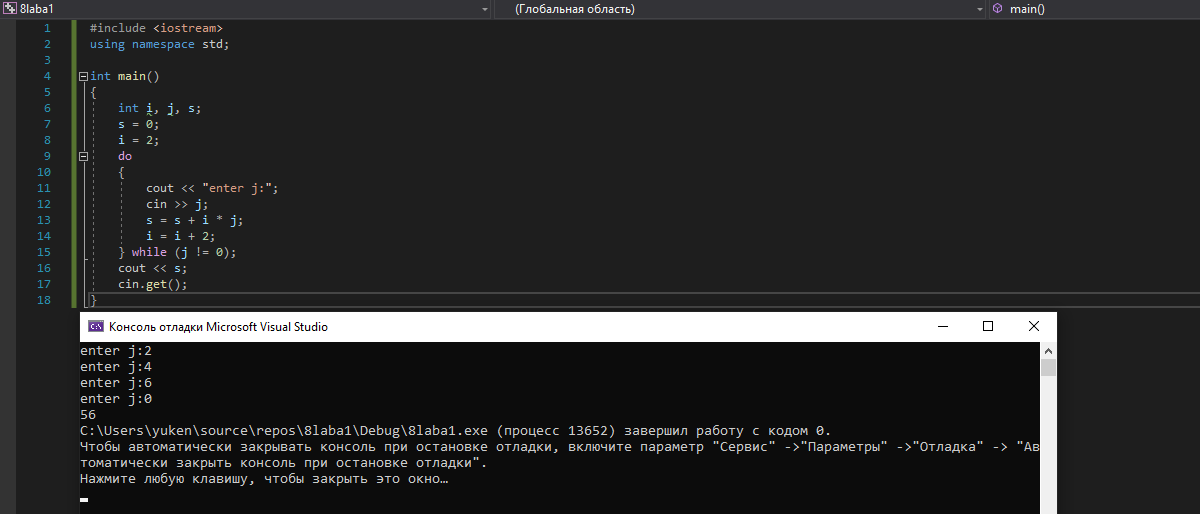 8laba1 (Глобальная область) main()
1 #include <iostream>
2 using namespace std;
3
4 int main()
5 {
6 int i, j, s;
7 s = 0;
8 i = 2;
9 do
10 {
11 cout << "enter j:";
12 cin >> j;
13 s = s + i * j;
14 i = i + 2;
15 } while (j != 0);
16 cout << s;
17 cin.get();
18 }
C:\ Консоль отладки Microsoft Visual Studio
enter j:2
enter j:4
enter j:6
enter j:0
56
C:\Users\yuken\source\repos\8laba1\Debug\8laba1.exe (процесс 13652) завершил работу с кодом 0.
Чтобы автоматически закрывать консоль при остановке отладки, включите параметр "Сервис" ->"Параметры" ->"Отладка" -> "Ав
томатически закрыть консоль при остановке отладки".
Нажмите любую клавишу, чтобы закрыть это окно…